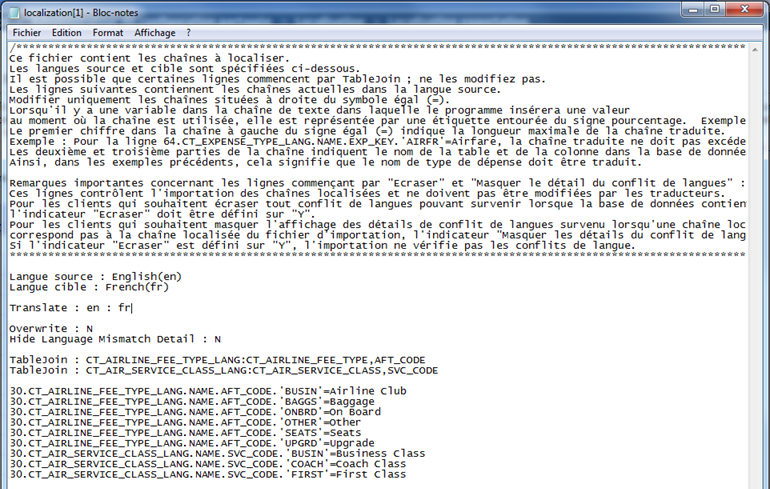 localization[1] - Bloc-notes
Fichier Edition Format Affichage ?
/*****************************************************************************************************
Ce fichier contient les chaînes à localiser.
Les langues source et cible sont spécifiées ci-dessous.
Il est possible que certaines lignes commencent par TableJoin ; ne les modifiez pas.
Les lignes suivantes contiennent les chaînes actuelles dans la langue source.
Modifier uniquement les chaînes situées à droite du symbole égal (=).
Lorsqu'il y a une variable dans la chaîne de texte dans laquelle le programme insérera une valeur
au moment où la chaîne est utilisée, elle est représentée par une étiquette entourée du signe pourcentage.  Exemple
Le premier chiffre dans la chaîne à gauche du signe égal (=) indique la longueur maximale de la chaîne traduite.
Exemple : Pour la ligne 64.CT_EXPENSE_TYPE_LANG.NAME.EXP_KEY.'AIRFR'=Airfare, la chaîne traduite ne doit pas excéde
Les deuxième et troisième parties de la chaîne indiquent le nom de la table et de la colonne dans la base de donnée
Ainsi, dans les exemples précédents, cela signifie que le nom de type de dépense doit être traduit.
Remarques importantes concernant les lignes commençant par "Ecraser" et "Masquer le détail du conflit de langues" :
Ces lignes contrôlent l'importation des chaînes localisées et ne doivent pas être modifiées par les traducteurs.
Pour les clients qui souhaitent écraser tout conflit de langues pouvant survenir lorsque la base de données contien
l'indicateur "Ecraser" doit être défini sur "Y".
Pour les clients qui souhaitent masquer l'affichage des détails de conflit de langues survenu lorsqu'une chaîne loc
correspond pas à la chaîne localisée du fichier d'importation, l'indicateur "Masquer les détails du conflit de lang
Si l'indicateur "Ecraser" est défini sur "Y", l'importation ne vérifie pas les conflits de langue.
******************************************************************************************************
Langue source : English(en)
Langue cible : French(fr)
Translate : en : fr
Overwrite : N
Hide Language Mismatch Detail : N
TableJoin : CT_AIRLINE_FEE_TYPE_LANG:CT_AIRLINE_FEE_TYPE,AFT_CODE
TableJoin : CT_AIR_SERVICE_CLASS_LANG:CT_AIR_SERVICE_CLASS,SVC_CODE
30.CT_AIRLINE_FEE_TYPE_LANG.NAME.AFT_CODE.'BUSIN'=Airline Club
30.CT_AIRLINE_FEE_TYPE_LANG.NAME.AFT_CODE.'BAGGS'=Baggage
30.CT_AIRLINE_FEE_TYPE_LANG.NAME.AFT_CODE.'ONBRD'=On Board
30.CT_AIRLINE_FEE_TYPE_LANG.NAME.AFT_CODE.'OTHER'=Other
30.CT_AIRLINE_FEE_TYPE_LANG.NAME.AFT_CODE.'SEATS'=Seats
30.CT_AIRLINE_FEE_TYPE_LANG.NAME.AFT_CODE.'UPGRD'=Upgrade
30.CT_AIR_SERVICE_CLASS_LANG.NAME.SVC_CODE.'BUSIN'=Business Class
30.CT_AIR_SERVICE_CLASS_LANG.NAME.SVC_CODE.'COACH'=Coach Class
30.CT_AIR_SERVICE_CLASS_LANG.NAME.SVC_CODE.'FIRST'=First Class